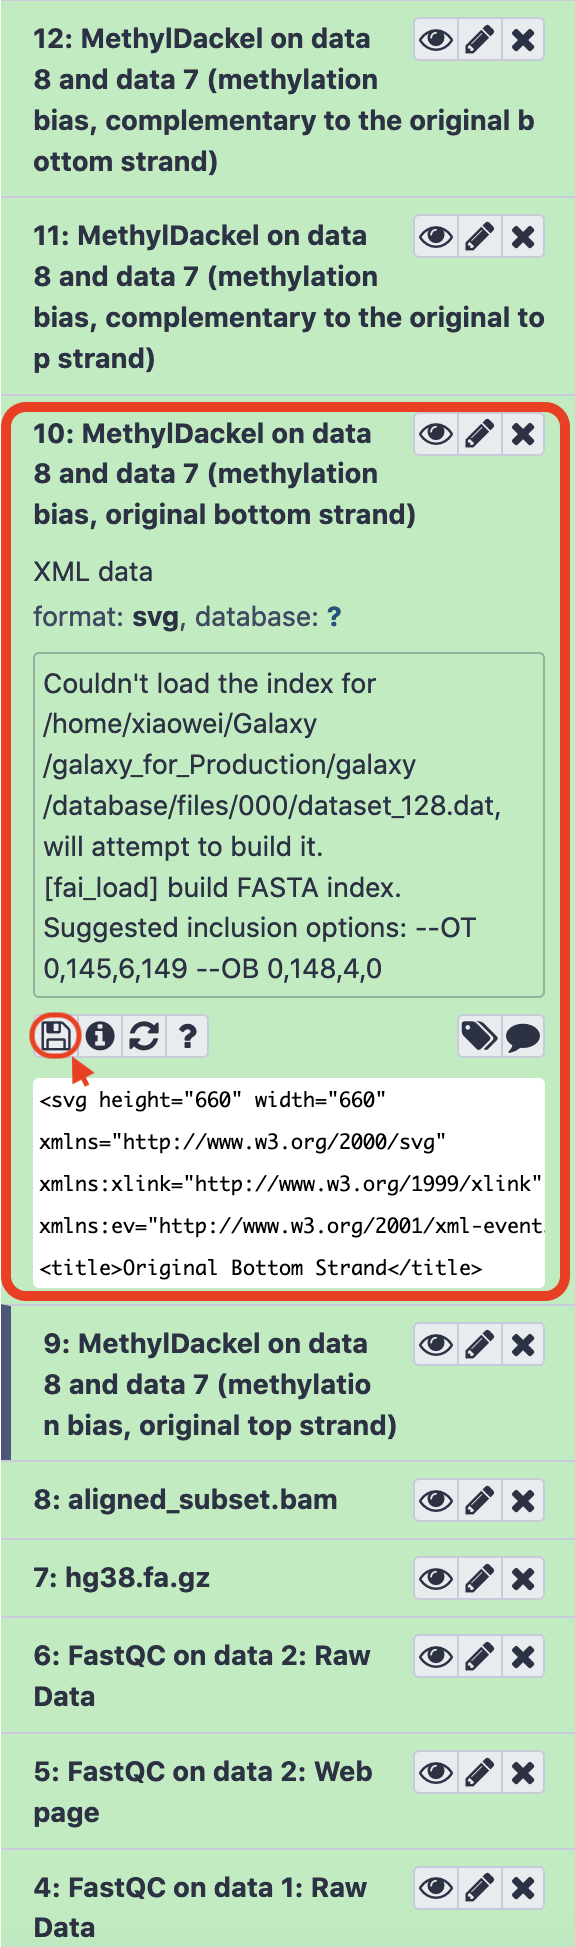 12: MethylDackel on data
8 and data 7 (methylation
bias, complementary to the original b
ottom strand)
11: MethylDackel on data
8 and data 7 (methylation
bias, complementary to the original to
p strand)
10: MethylDackel on data
8 and data 7 (methylation
bias, original bottom strand)
XML data
format: svg, database: ?
Couldn't load the index for
/home/xiaowei/Galaxy
/galaxy_for_Production/galaxy
/database/files/000/dataset_128.dat,
will attempt to build it.
[fai_load] build FASTA index.
Suggested inclusion options: --OT
0,145,6,149 --OB 0,148,4,0
?
<svg height="660" width="660"
xmlns="http://www.w3.org/2000/svg"
xmlns:xlink="http://www.w3.org/1999/xlink"
xmlns:ev="http://www.w3.org/2001/xml-event
<title>Original Bottom Strand</title>
9: MethylDackel on data
8 and data 7 (methylatio
n bias, original top strand)
8: aligned_subset.bam
7: hg38.fa.gz
6: FastQC on data 2: Raw
Data
5: FastQC on data 2: Web
page
4: FastQC on data 1: Raw
Data